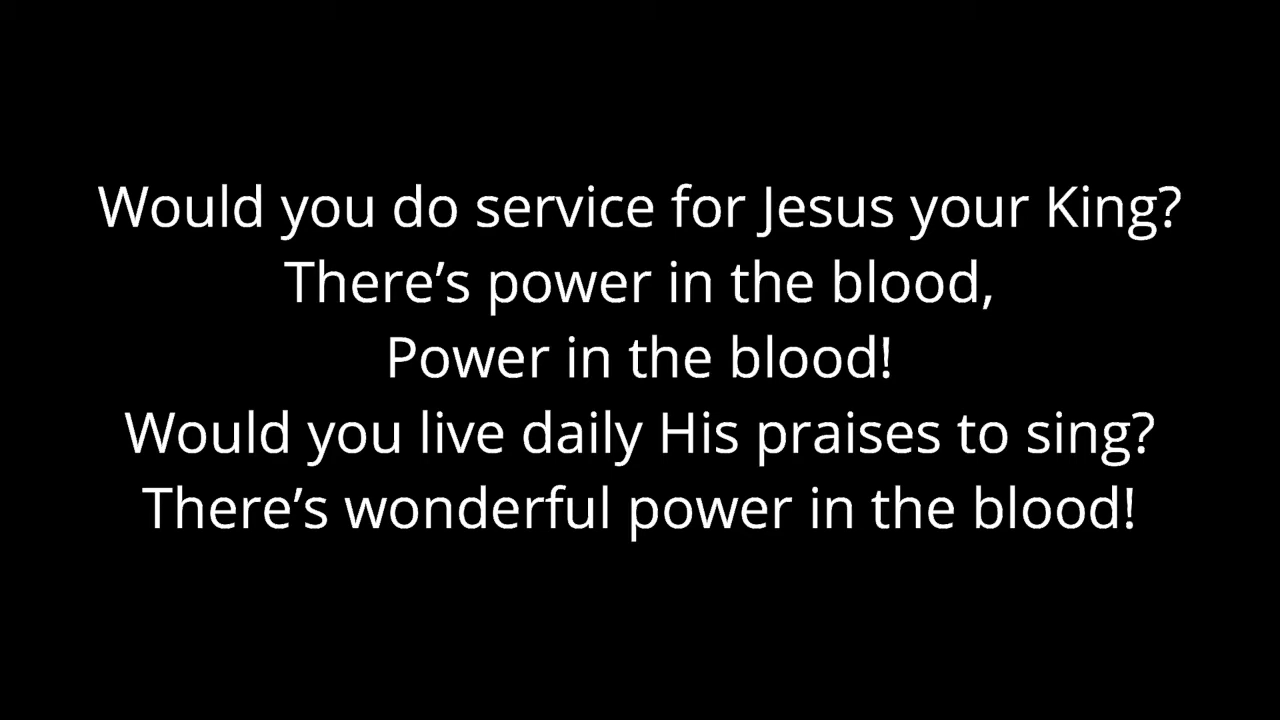 Would you do service for Jesus your King?
There’s power in the blood,
Power in the blood!
Would you live daily His praises to sing?
There’s wonderful power in the blood!